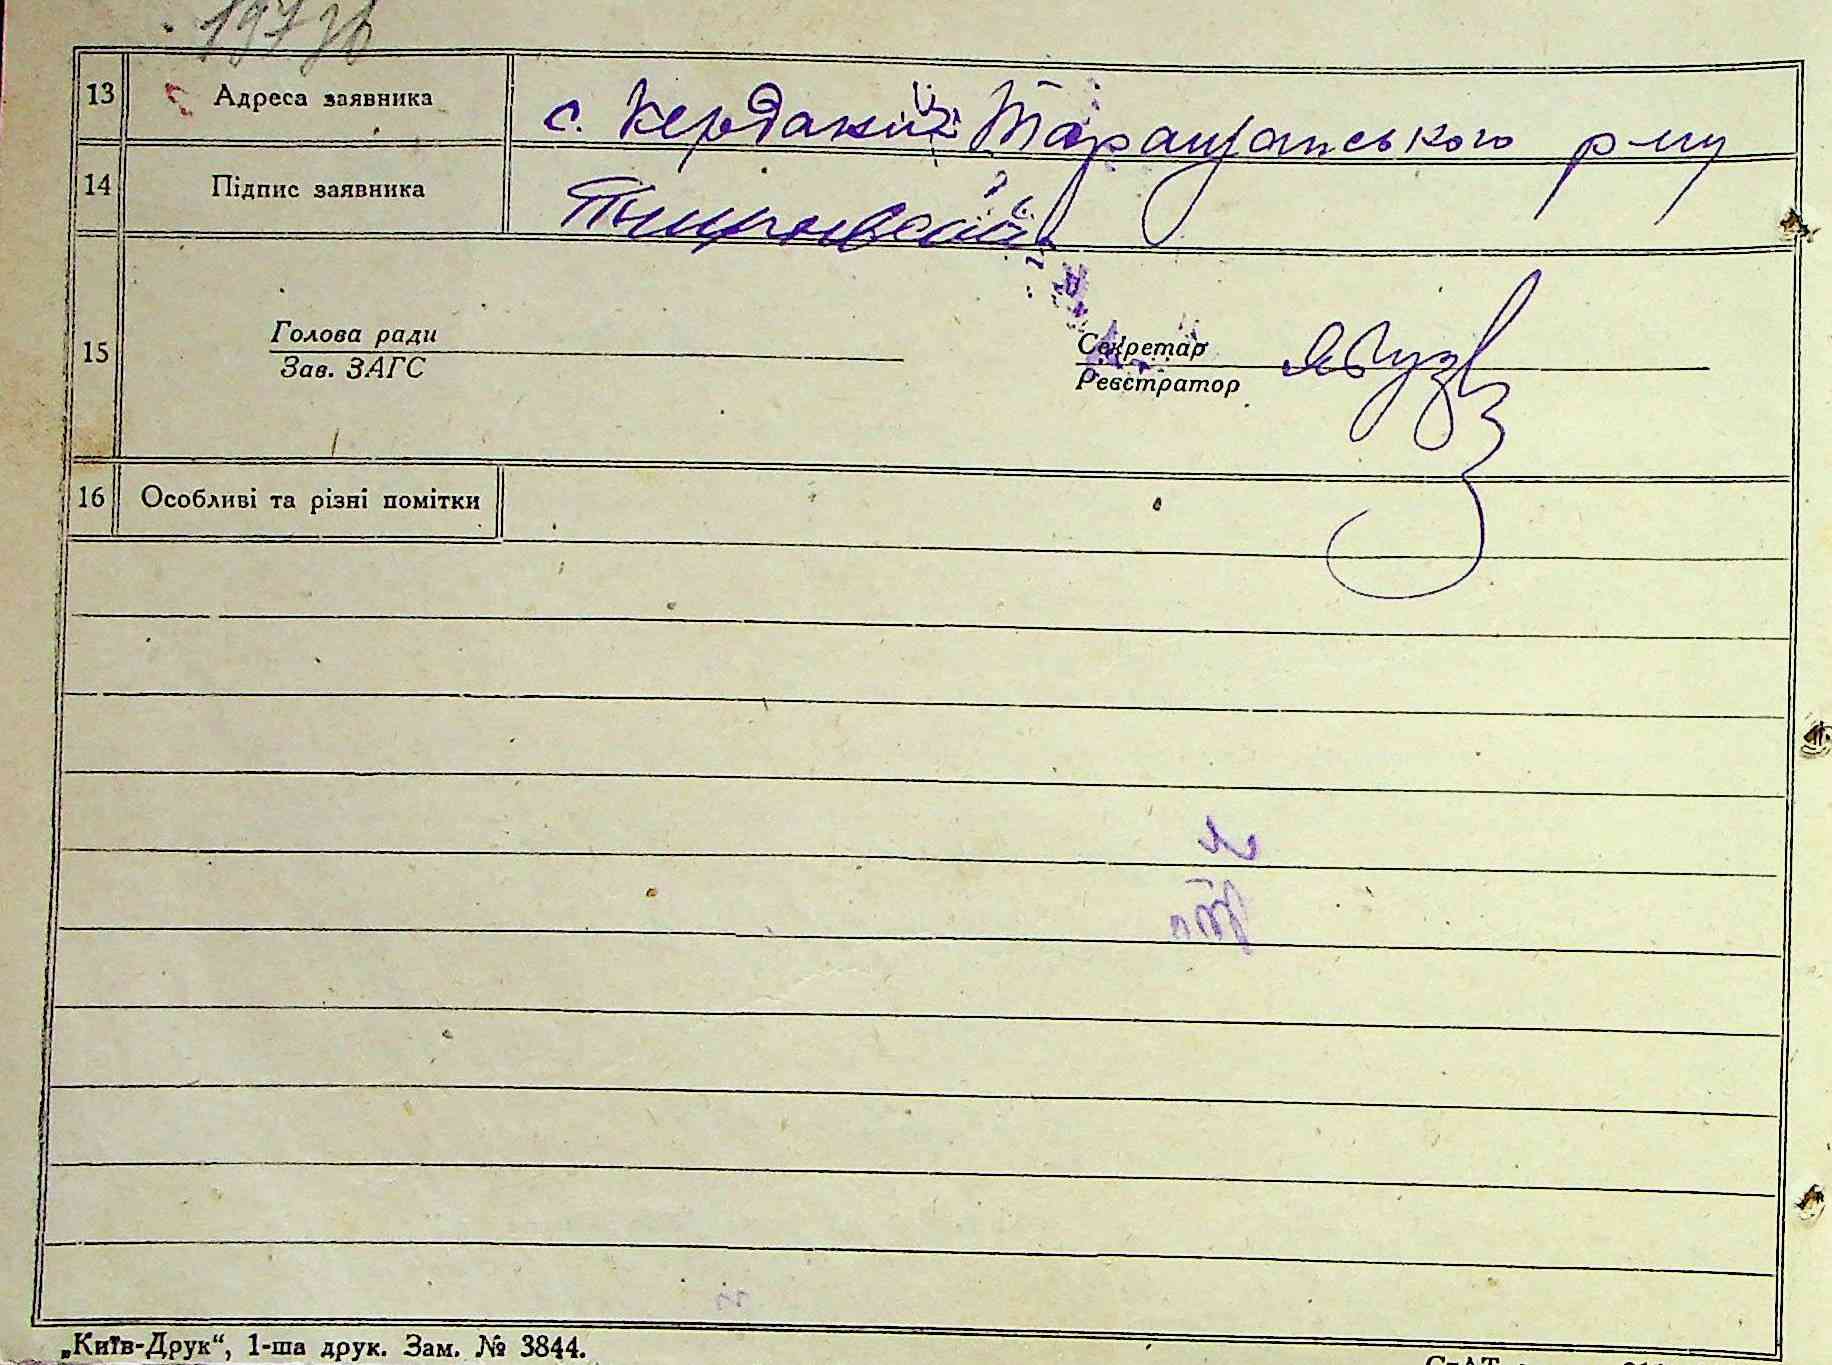 13 Адреса заявника с. Кердани Таращанського р-ну
14 Підпис заявника
15 Голова ради Секретар
Зав. ЗАГС Реєстратор
16 Особливі та різні помітки
„Київ-Друк“, 1-ша друк. Зам. № 3844.